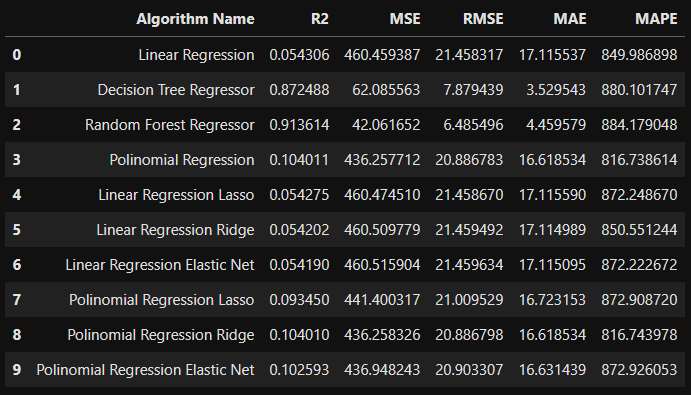 Algorithm Name R2 MSE RMSE MAE MAPE
0 Linear Regression 0.054306 460.459387 21.458317 17.115537 849.986898
1 Decision Tree Regressor 0.872488 62.085563 7.879439 3.529543 880.101747
2 Random Forest Regressor 0.913614 42.061652 6.485496 4.459579 884.179048
3 Polinomial Regression 0.104011 436.257712 20.886783 16.618534 816.738614
4 Linear Regression Lasso 0.054275 460.474510 21.458670 17.115590 872.248670
5 Linear Regression Ridge 0.054202 460.509779 21.459492 17.114989 850.551244
6 Linear Regression Elastic Net 0.054190 460.515904 21.459634 17.115095 872.222672
7 Polinomial Regression Lasso 0.093450 441.400317 21.009529 16.723153 872.908720
8 Polinomial Regression Ridge 0.104010 436.258326 20.886798 16.618534 816.743978
9 Polinomial Regression Elastic Net 0.102593 436.948243 20.903307 16.631439 872.926053